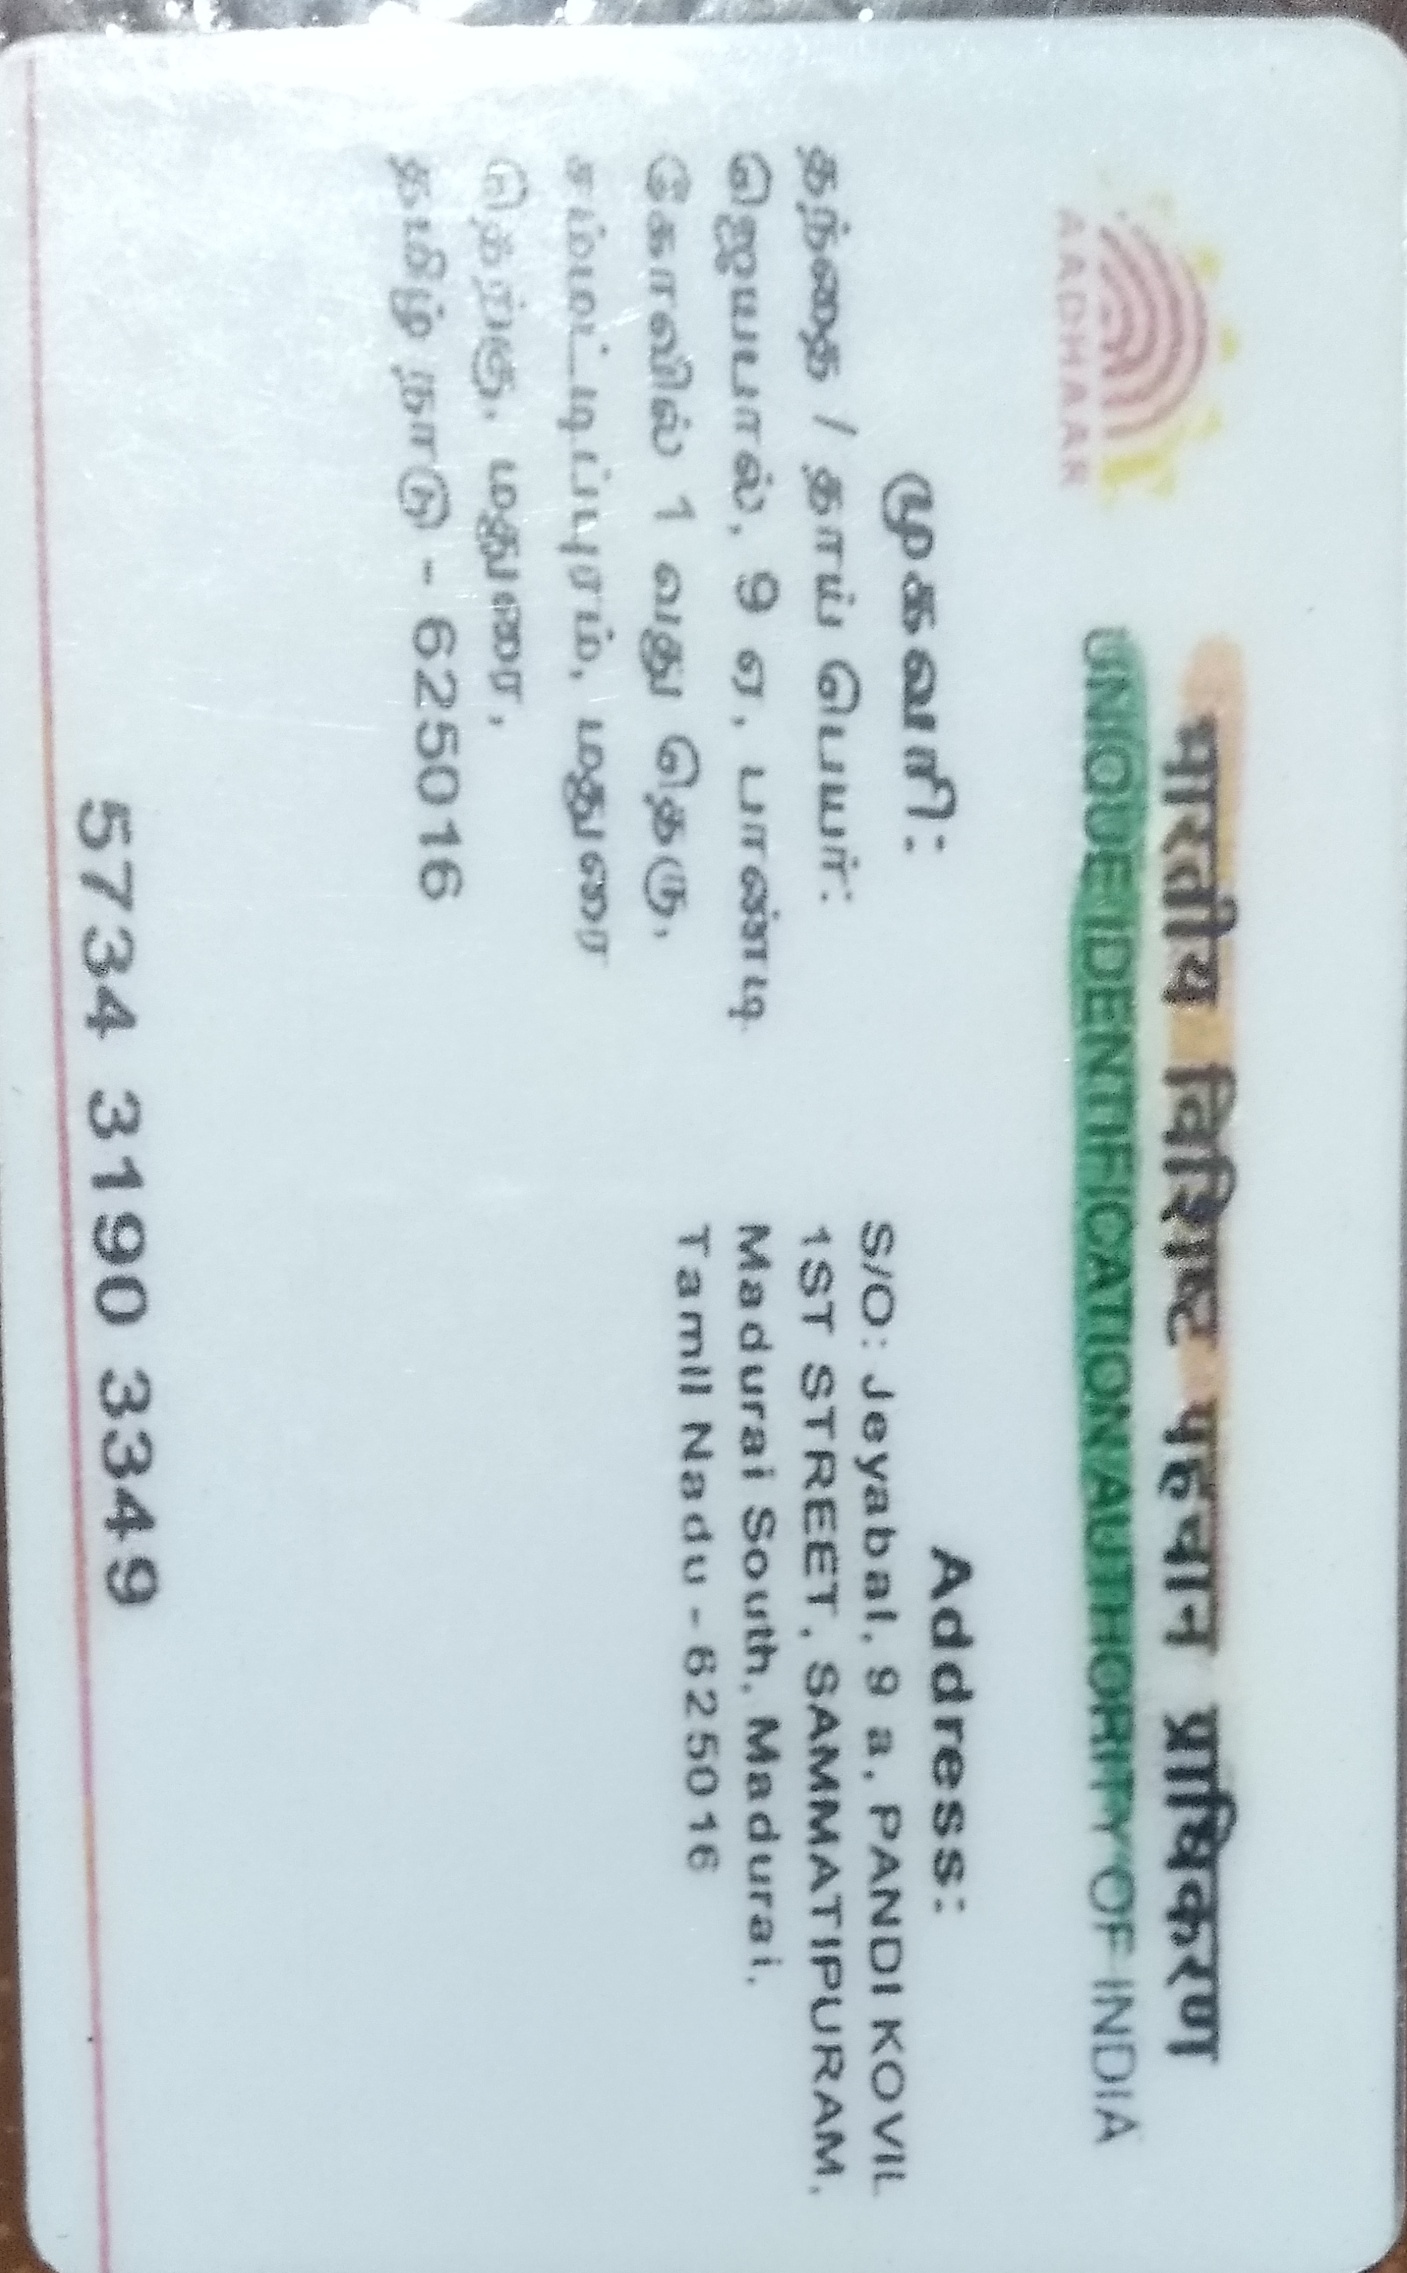 भारतीय विशिष्ट पहचान प्राधिकरण
UNIQUE IDENTIFICATION AUTHORITY OF INDIA
AADHAAR
முகவரி:
தந்தை / தாய் பெயர்:
ஜெயபால், 9 ஏ, பாண்டி
கோவில் 1 வது தெரு,
சம்மட்டிப்புரம், மதுரை
தெற்கு, மதுரை,
தமிழ் நாடு - 625016
Address:
S/O: Jeyabal, 9 a, PANDI KOVIL
1ST STREET, SAMMATIPURAM,
Madurai South, Madurai,
Tamil Nadu - 625016
5734 3190 3349